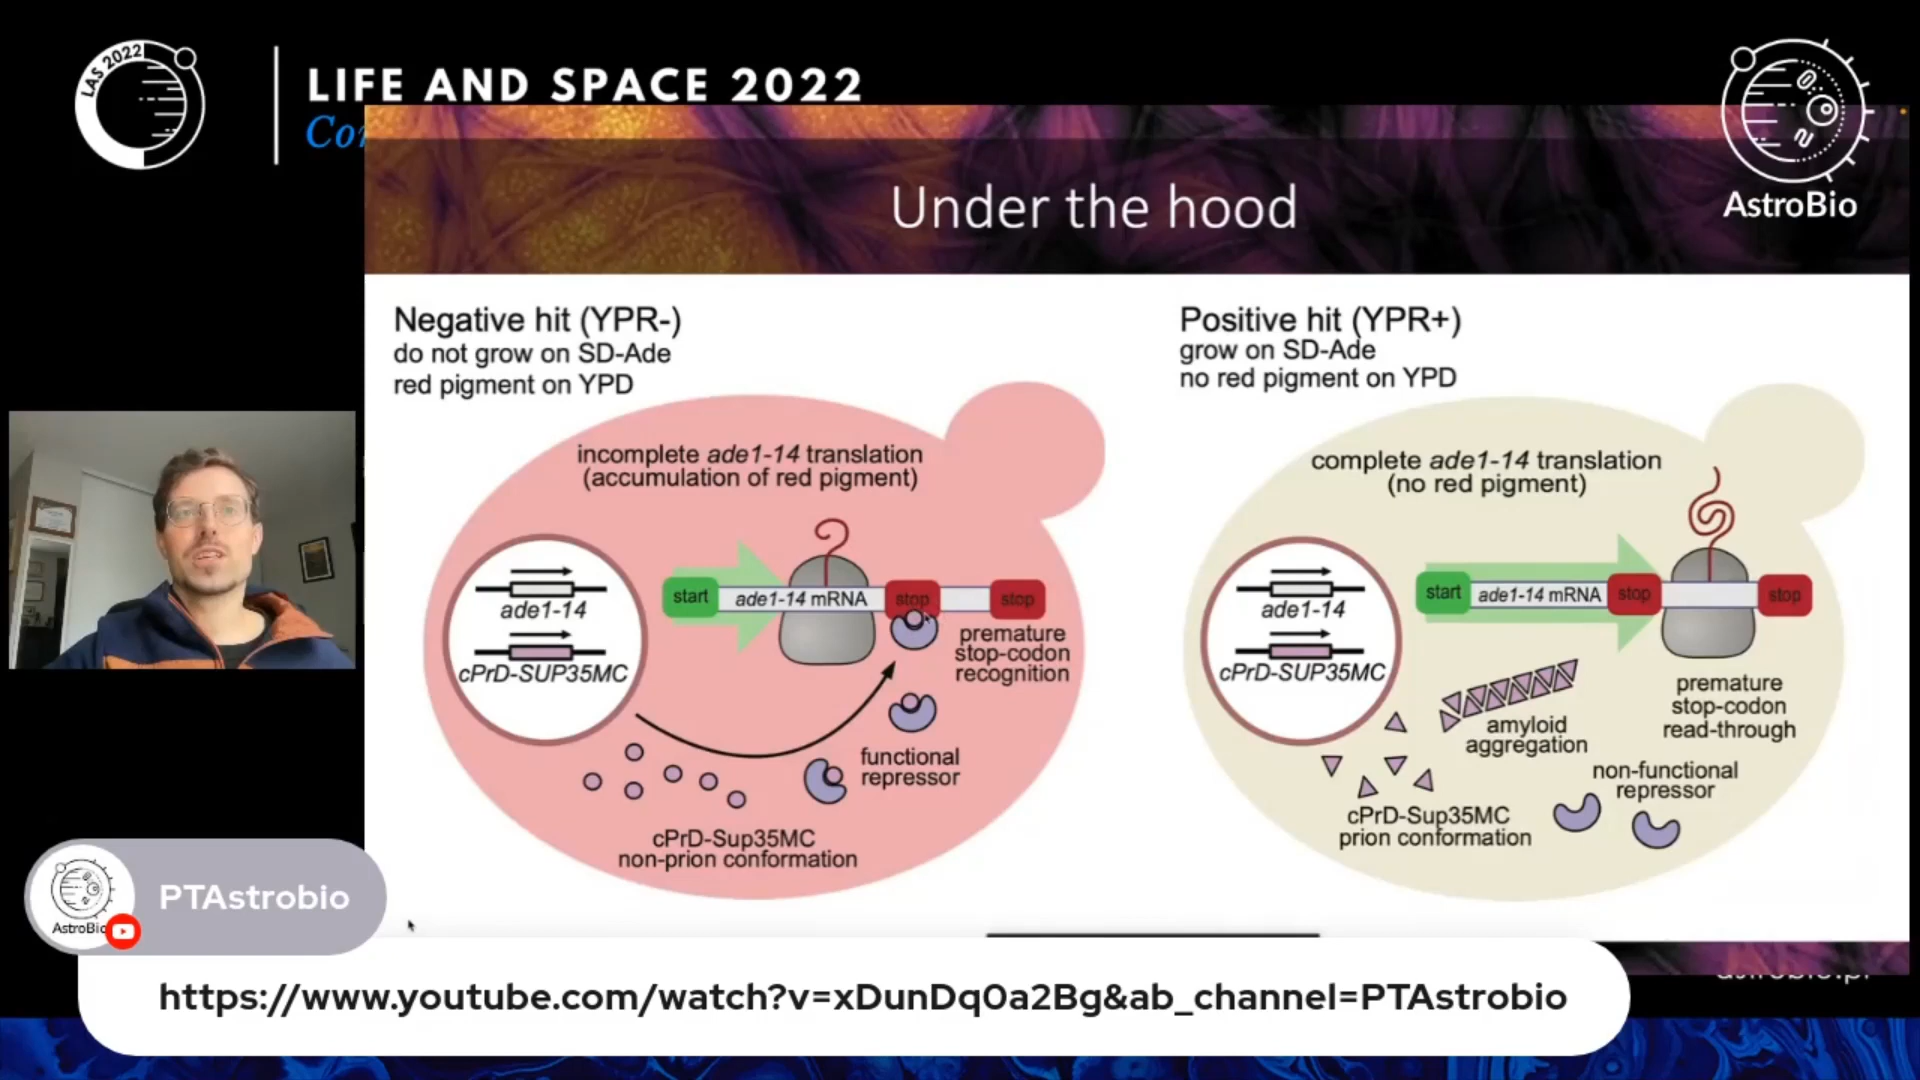 LAS 2022
LIFE AND SPACE 2022
AstroBio
Under the hood
Negative hit (YPR-)
do not grow on SD-Ade
red pigment on YPD
incomplete ade1-14 translation
(accumulation of red pigment)
ade1-14
cPrD-SUP35MC
start
ade1-14 mRNA
stop
stop
premature
stop-codon
recognition
functional
repressor
cPrD-Sup35MC
non-prion conformation
Positive hit (YPR+)
grow on SD-Ade
no red pigment on YPD
complete ade1-14 translation
(no red pigment)
ade1-14
cPrD-SUP35MC
start
ade1-14 mRNA
stop
stop
amyloid
aggregation
premature
stop-codon
read-through
non-functional
repressor
cPrD-Sup35MC
prion conformation
AstroBio
PTAstrobio
https://www.youtube.com/watch?v=xDunDq0a2Bg&ab_channel=PTAstrobio